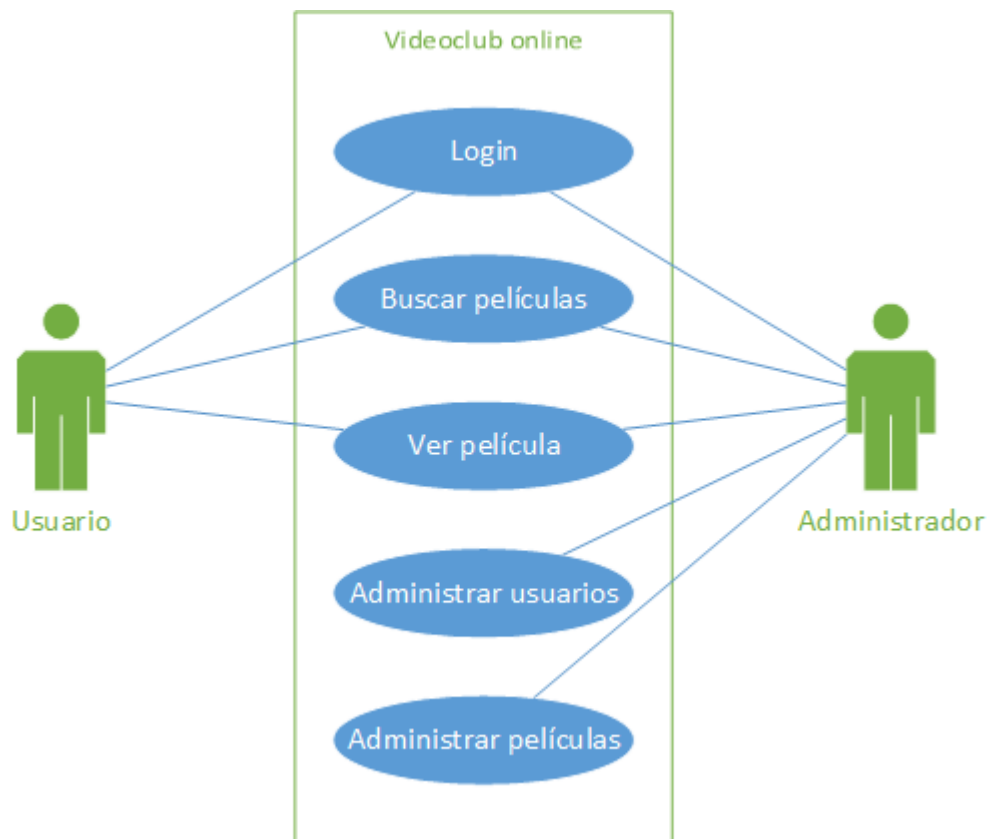 Videoclub online
Login
Buscar películas
Ver película
Usuario
Administrador
Administrar usuarios
Administrar películas